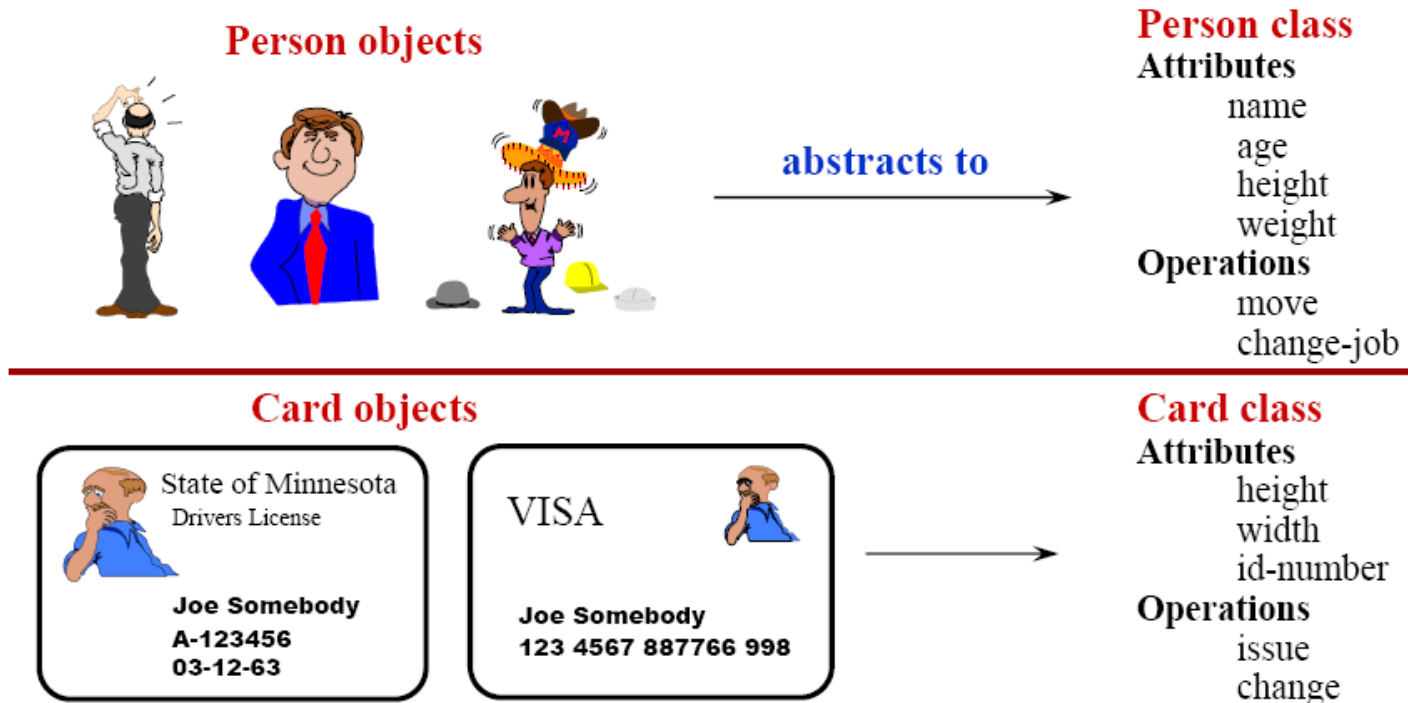 Person objects
abstracts to
Person class
Attributes
name
age
height
weight
Operations
move
change-job
M
Card objects
State of Minnesota
Drivers License
Joe Somebody
A-123456
03-12-63
VISA
Joe Somebody
123 4567 887766 998
Card class
Attributes
height
width
id-number
Operations
issue
change